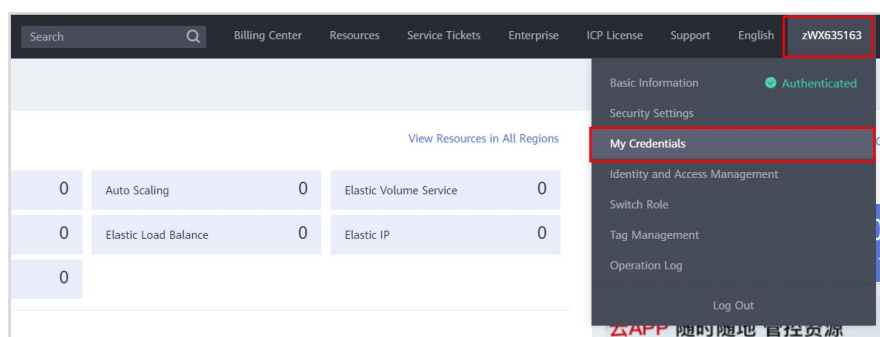 Search Billing Center Resources Service Tickets Enterprise ICP License Support English zWX635163
Basic Information Authenticated
Security Settings
View Resources in All Regions
My Credentials
Identity and Access Management
0 Auto Scaling 0 Elastic Volume Service 0
Switch Role
0 Elastic Load Balance 0 Elastic IP 0
Tag Management
Operation Log
0
Log Out
云APP 随时随地 管控资源